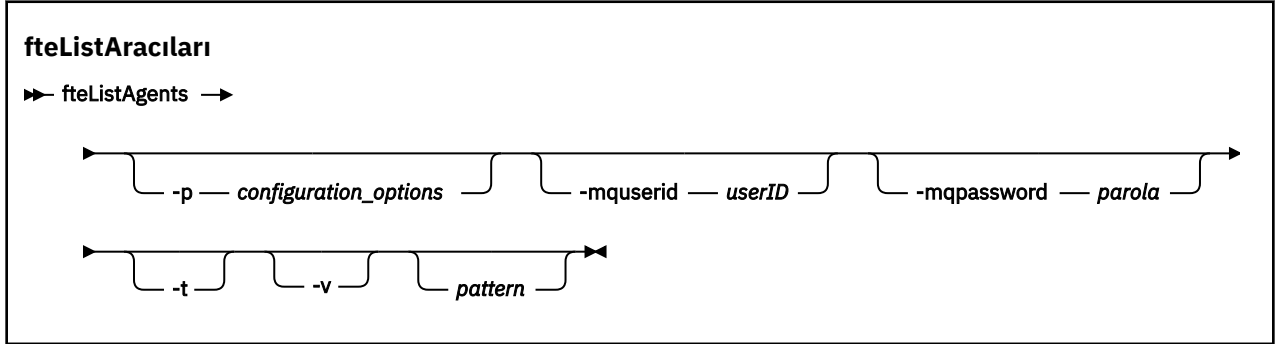 fteListAracıları
fteListAgents
-p configuration_options -mquserid userID -mqpassword parola
-t -v pattern